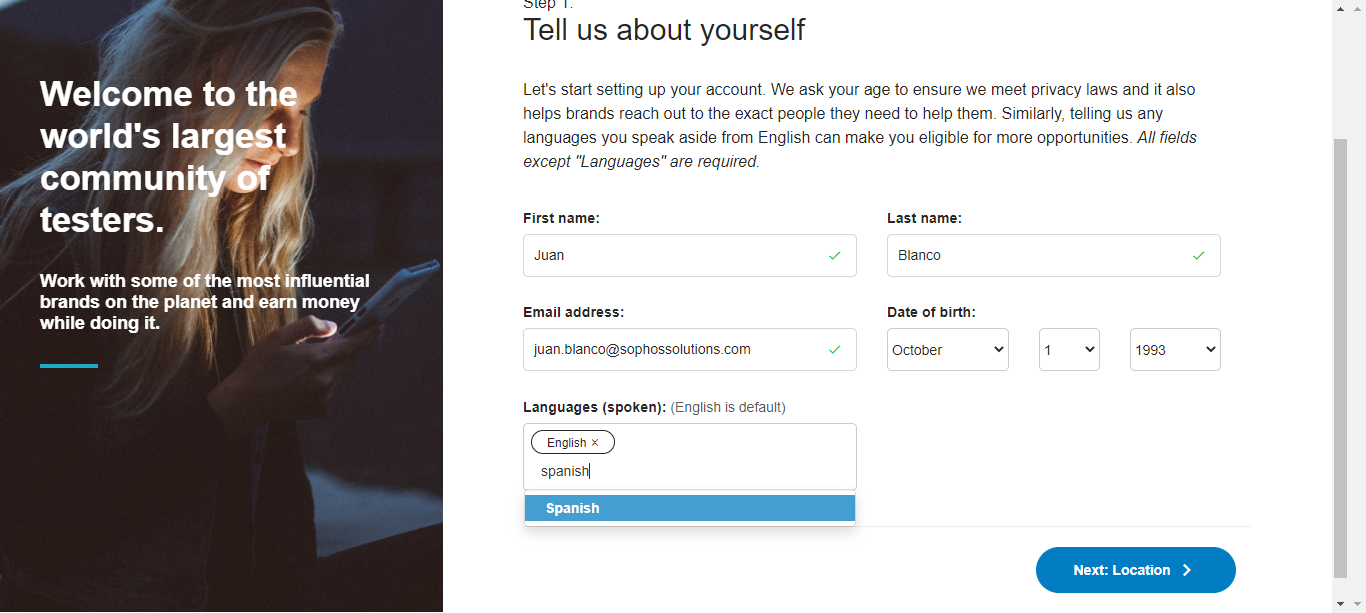 Welcome to the
world's largest
community of
testers.
Work with some of the most influential
brands on the planet and earn money
while doing it.
Step 1.
Tell us about yourself
Let's start setting up your account. We ask your age to ensure we meet privacy laws and it also
helps brands reach out to the exact people they need to help them. Similarly, telling us any
languages you speak aside from English can make you eligible for more opportunities. All fields
except "Languages" are required.
First name:
Last name:
Juan
Blanco
Email address:
Date of birth:
juan.blanco@sophossolutions.com
October
1
1993
Languages (spoken): (English is default)
English ×
spanish
Spanish
Next: Location